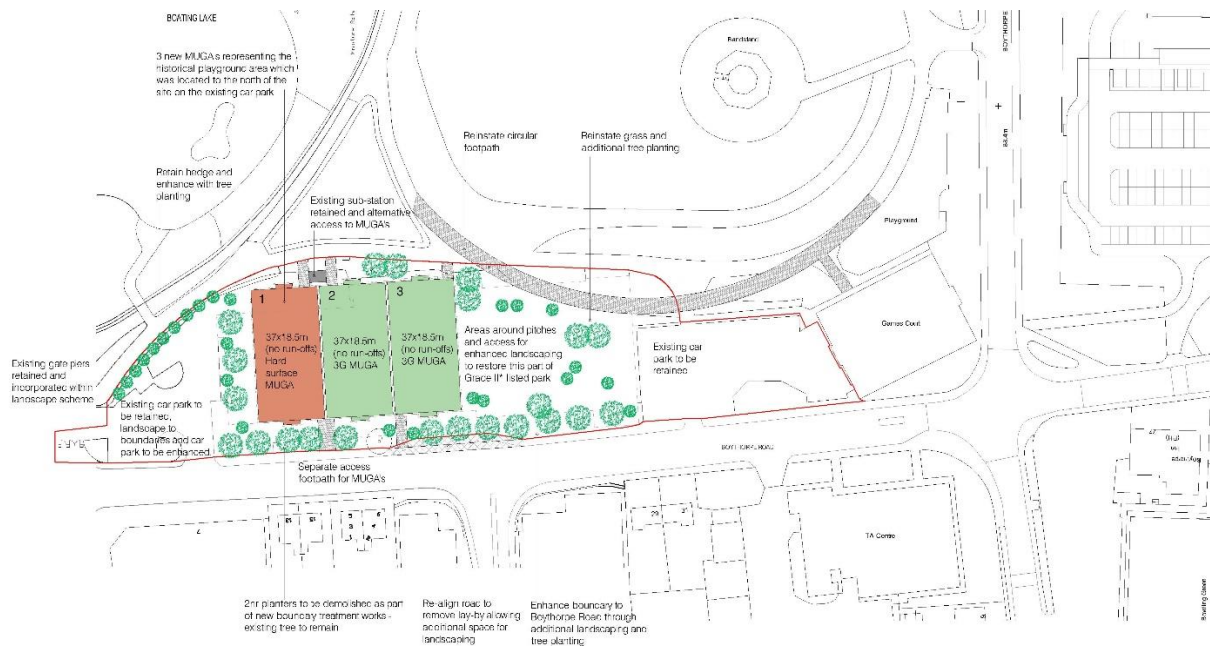 BOATING LAKE
3 new MUGAs representing the
historical playground area which
was located to the north of the
site on the existing car park
Bandstand
BOYTHORPE
Reinstate circular
footpath
Reinstate grass and
additional tree planting
Retain hedge and
enhance with tree
planting
Existing sub-station
retained and alternative
access to MUGA's
Playground
Games Court
1
37x18.5m
(no run-offs)
Hard
surface
MUGA
2
37x18.5m
(no run-offs)
3G MUGA
3
37x18.5m
(no run-offs)
3G MUGA
Areas around pitches
and access for
enhanced landscaping
to restore this part of
Grace II* listed park
Existing car
park to be
retained
Existing gate piers
retained and
incorporated within
landscape scheme
Existing car park to
be retained,
landscape to
boundaries and car
park to be enhanced
Separate access
footpath for MUGA's
BOYTHORPE ROAD
TA Centre
Bowling Green
2nr planters to be demolished as part
of new boundary treatment works -
existing tree to remain
Re-align road to
remove lay-by allowing
additional space for
landscaping
Enhance boundary to
Boythorpe Road through
additional landscaping and
tree planting